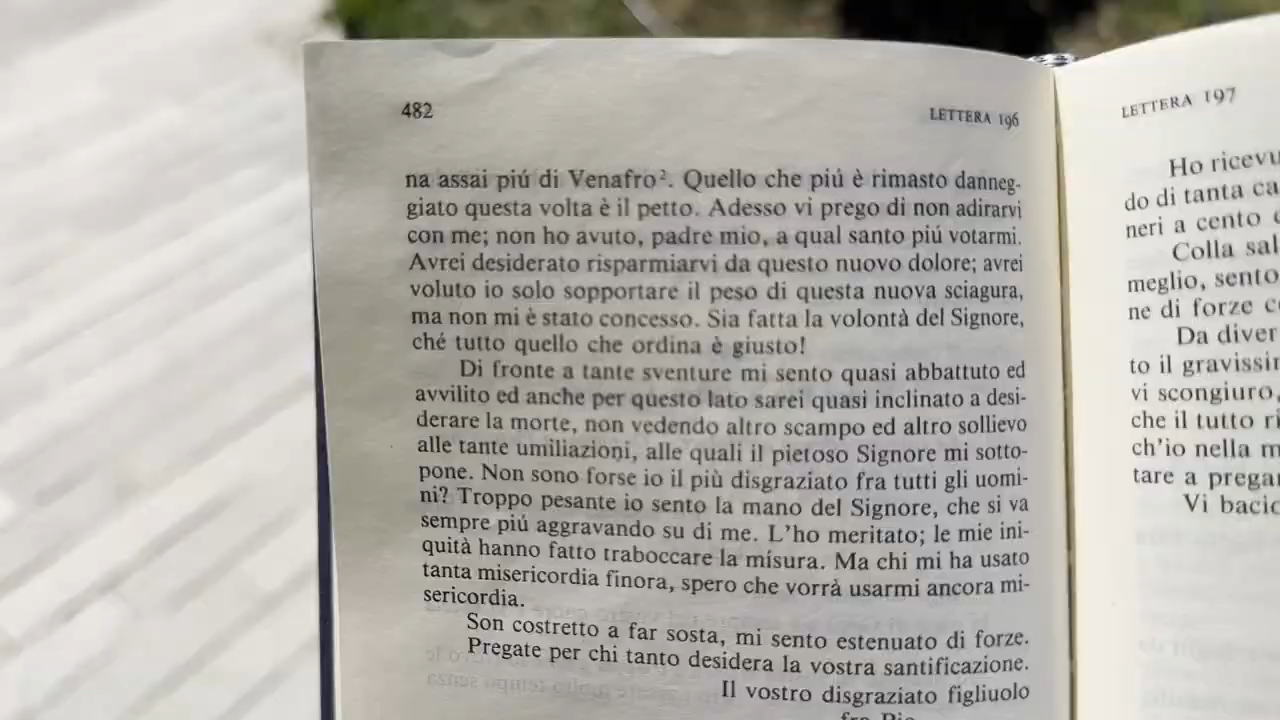 482
LETTERA 196
na assai piú di Venafro². Quello che piú è rimasto danneg-
giato questa volta è il petto. Adesso vi prego di non adirarvi
con me; non ho avuto, padre mio, a qual santo piú votarmi.
Avrei desiderato risparmiarvi da questo nuovo dolore; avrei
voluto io solo sopportare il peso di questa nuova sciagura,
ma non mi è stato concesso. Sia fatta la volontà del Signore,
ché tutto quello che ordina è giusto!
Di fronte a tante sventure mi sento quasi abbattuto ed
avvilito ed anche per questo lato sarei quasi inclinato a desi-
derare la morte, non vedendo altro scampo ed altro sollievo
alle tante umiliazioni, alle quali il pietoso Signore mi sotto-
pone. Non sono forse io il più disgraziato fra tutti gli uomi-
ni? Troppo pesante io sento la mano del Signore, che si va
sempre piú aggravando su di me. L'ho meritato; le mie ini-
quità hanno fatto traboccare la misura. Ma chi mi ha usato
tanta misericordia finora, spero che vorrà usarmi ancora mi-
sericordia.
Son costretto a far sosta, mi sento estenuato di forze.
Pregate per chi tanto desidera la vostra santificazione.
Il vostro disgraziato figliuolo
fra Pio
LETTERA 197
Ho ricevu
do di tanta ca
neri a cento
Colla sal
meglio, sento
ne di forze c
Da diver
to il gravissi
vi scongiuro,
che il tutto ri
ch'io nella m
tare a pregar
Vi bacio